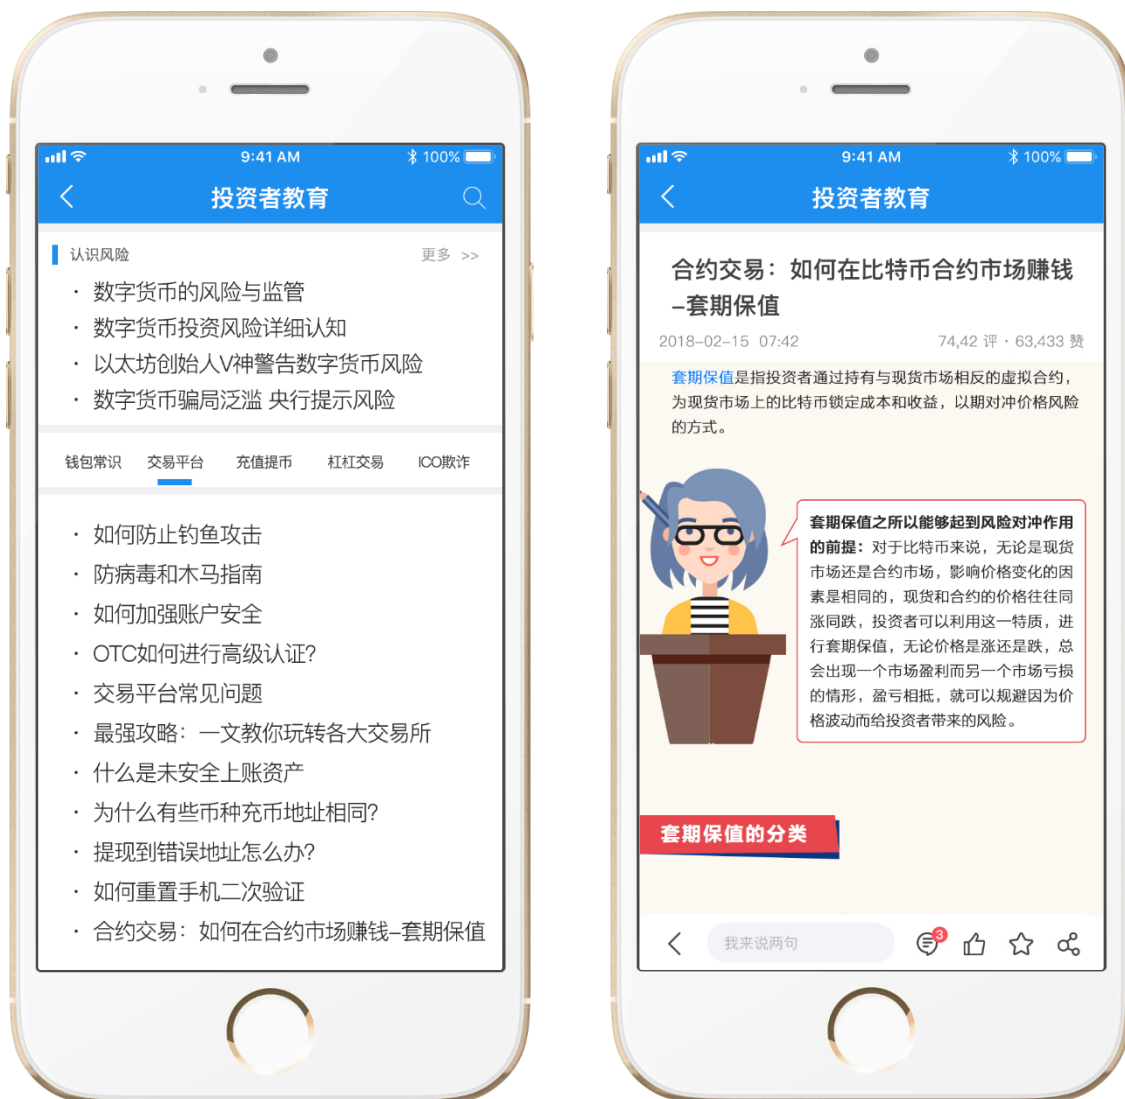 9:41 AM
100%
投资者教育
认识风险
更多 >>
· 数字货币的风险与监管
· 数字货币投资风险详细认知
· 以太坊创始人V神警告数字货币风险
· 数字货币骗局泛滥 央行提示风险
钱包常识 交易平台 充值提币 杠杠交易 ICO欺诈
· 如何防止钓鱼攻击
· 防病毒和木马指南
· 如何加强账户安全
· OTC如何进行高级认证?
· 交易平台常见问题
· 最强攻略：一文教你玩转各大交易所
· 什么是未安全上账资产
· 为什么有些币种充币地址相同?
· 提现到错误地址怎么办?
· 如何重置手机二次验证
· 合约交易：如何在合约市场赚钱–套期保值
9:41 AM
100%
投资者教育
合约交易：如何在比特币合约市场赚钱
–套期保值
2018–02–15 07:42
74,42 评 · 63,433 赞
套期保值是指投资者通过持有与现货市场相反的虚拟合约，
为现货市场上的比特币锁定成本和收益，以期对冲价格风险
的方式。
套期保值之所以能够起到风险对冲作用
的前提：对于比特币来说，无论是现货
市场还是合约市场，影响价格变化的因
素是相同的，现货和合约的价格往往同
涨同跌，投资者可以利用这一特质，进
行套期保值，无论价格是涨还是跌，总
会出现一个市场盈利而另一个市场亏损
的情形，盈亏相抵，就可以规避因为价
格波动而给投资者带来的风险。
套期保值的分类
我来说两句
3